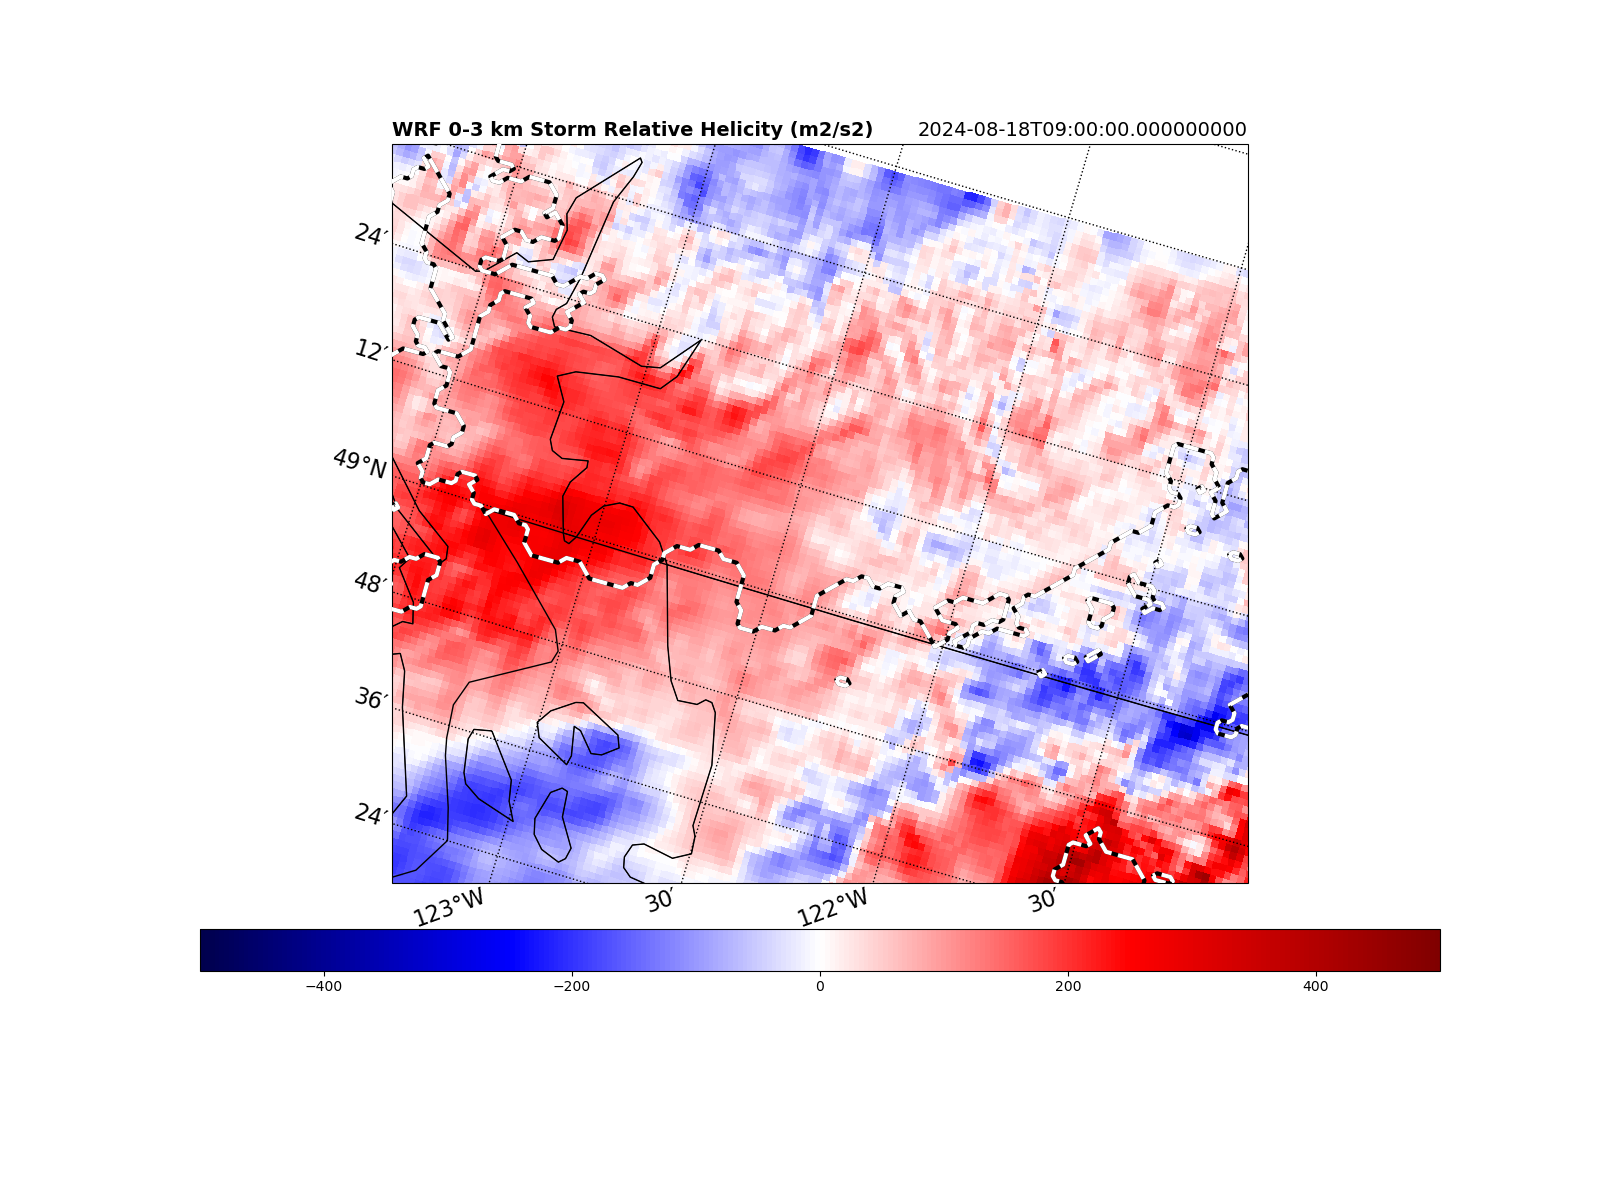 WRF 0-3 km Storm Relative Helicity (m2/s2) 2024-08-18T09:00:00.000000000
24′
12′
49°N
48′
36′
24′
123°W 30′ 122°W 30′
−400 −200 0 200 400